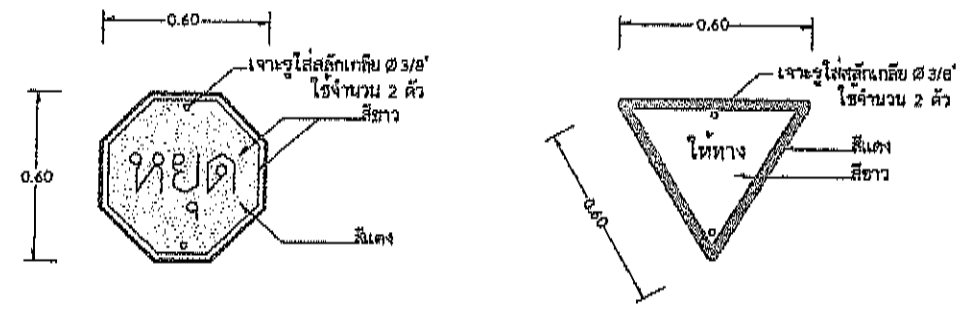 0.60
เจาะรูใส่สลักเกลียว Ø 3/8"
ใช้จำนวน 2 ตัว
สีขาว
0.60
หยุด
สีแดง
0.60
เจาะรูใส่สลักเกลียว Ø 3/8"
ใช้จำนวน 2 ตัว
ให้ทาง
สีแดง
สีขาว
0.60